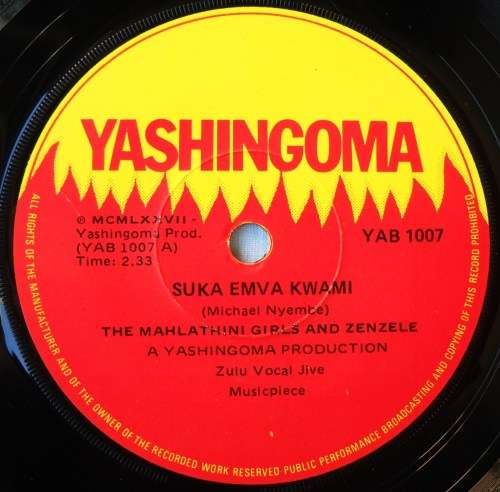 YASHINGOMA
℗ MCMLXXVII -
Yashingoma Prod.
(YAB 1007 A)
Time: 2.33
YAB 1007
SUKA EMVA KWAMI
(Michael Nyembe)
THE MAHLATHINI GIRLS AND ZENZELE
A YASHINGOMA PRODUCTION
Zulu Vocal Jive
Musicpiece
ALL RIGHTS OF THE MANUFACTURER AND OF THE OWNER OF THE RECORDED WORK RESERVED·PUBLIC PERFORMANCE BROADCASTING AND COPYING OF THIS RECORD PROHIBITED